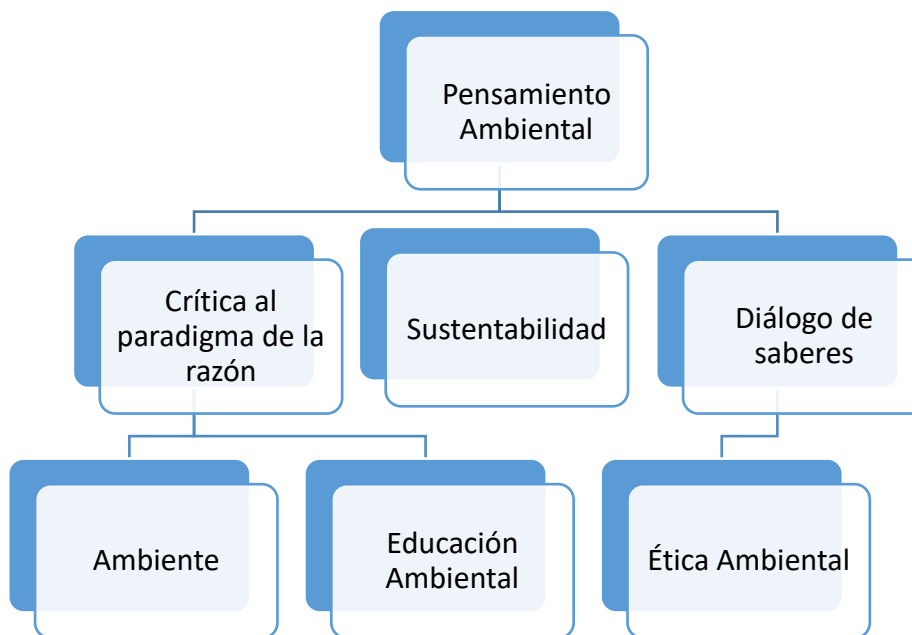 Pensamiento
Ambiental
Crítica al
paradigma de la
razón
Sustentabilidad
Diálogo de
saberes
Ambiente
Educación
Ambiental
Ética Ambiental